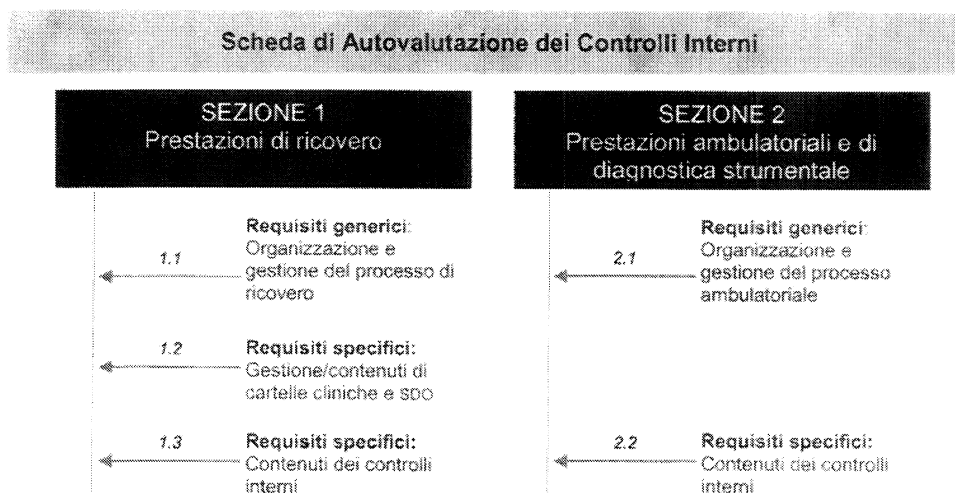 Scheda di Autovalutazione dei Controlli Interni
SEZIONE 1
Prestazioni di ricovero
1.1
Requisiti generici:
Organizzazione e
gestione del processo di
ricovero
1.2
Requisiti specifici:
Gestione/contenuti di
cartelle cliniche e SDO
1.3
Requisiti specifici:
Contenuti dei controlli
interni
SEZIONE 2
Prestazioni ambulatoriali e di
diagnostica strumentale
2.1
Requisiti generici:
Organizzazione e
gestione del processo
ambulatoriale
2.2
Requisiti specifici:
Contenuti dei controlli
interni